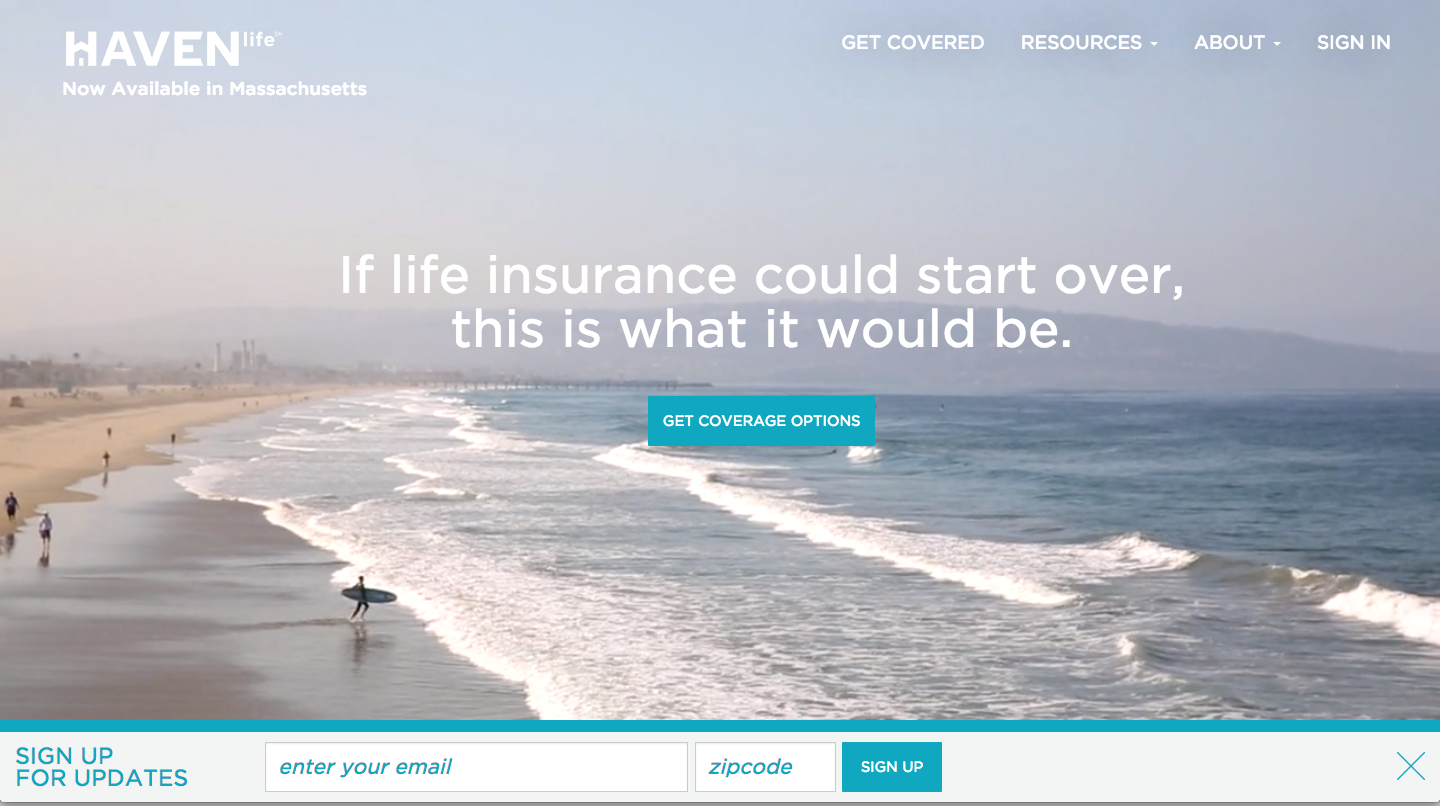 HAVEN life℠
Now Available in Massachusetts
GET COVERED RESOURCES ABOUT SIGN IN
If life insurance could start over,
this is what it would be.
GET COVERAGE OPTIONS
SIGN UP
FOR UPDATES
enter your email
zipcode
SIGN UP